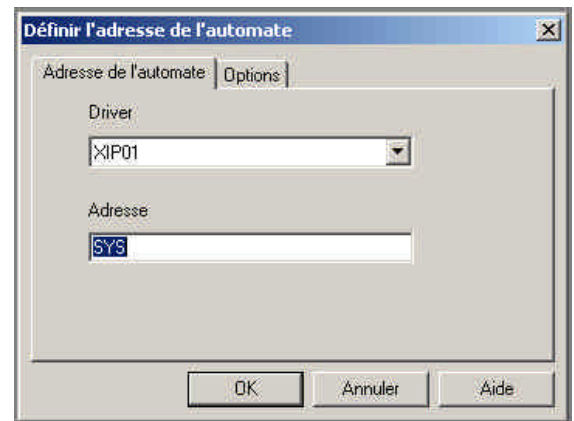 Définir l'adresse de l'automate
Adresse de l'automate Options
Driver
XIP01
Adresse
SYS
OK Annuler Aide